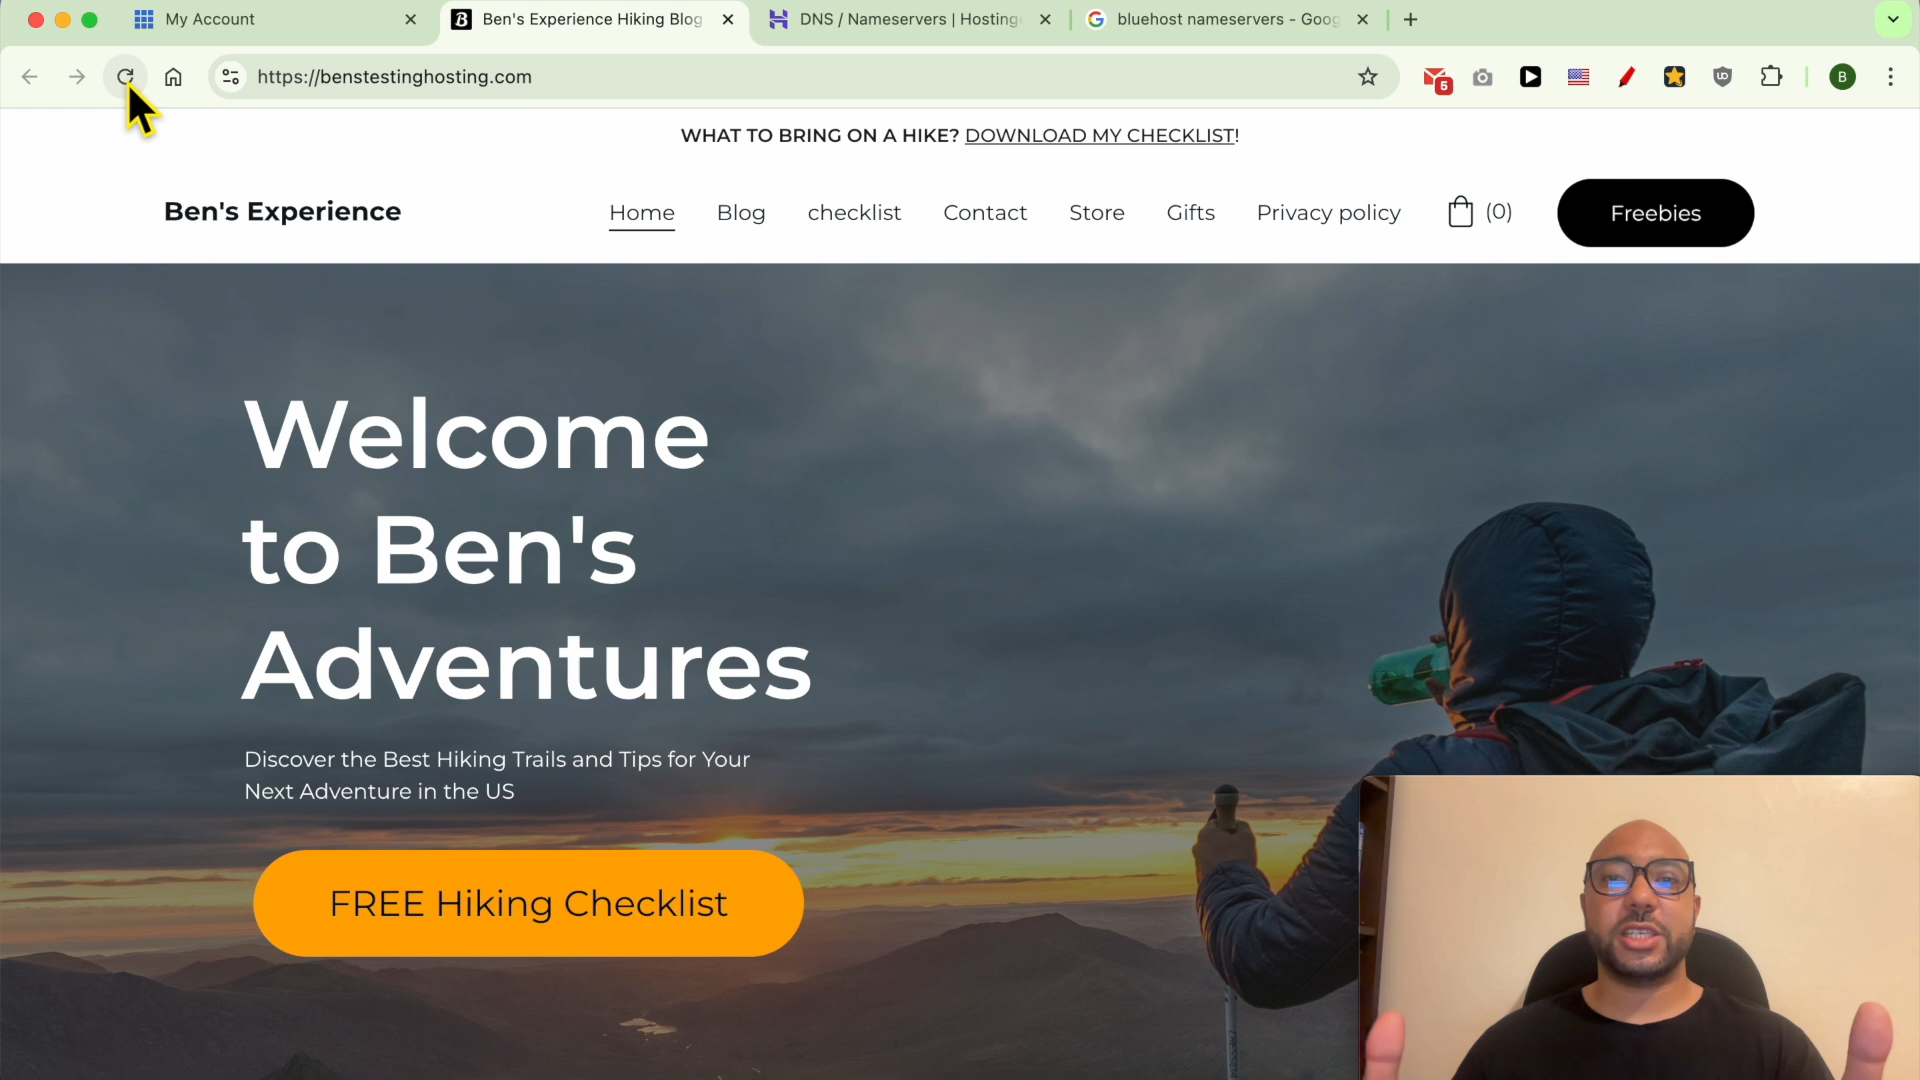 My Account
Ben's Experience Hiking Blog
DNS / Nameservers | Hostinge
bluehost nameservers - Goog
https://benstestinghosting.com
5
B
WHAT TO BRING ON A HIKE? DOWNLOAD MY CHECKLIST!
Ben's Experience
Home
Blog
checklist
Contact
Store
Gifts
Privacy policy
(0)
Freebies
Welcome
to Ben's
Adventures
Discover the Best Hiking Trails and Tips for Your
Next Adventure in the US
FREE Hiking Checklist